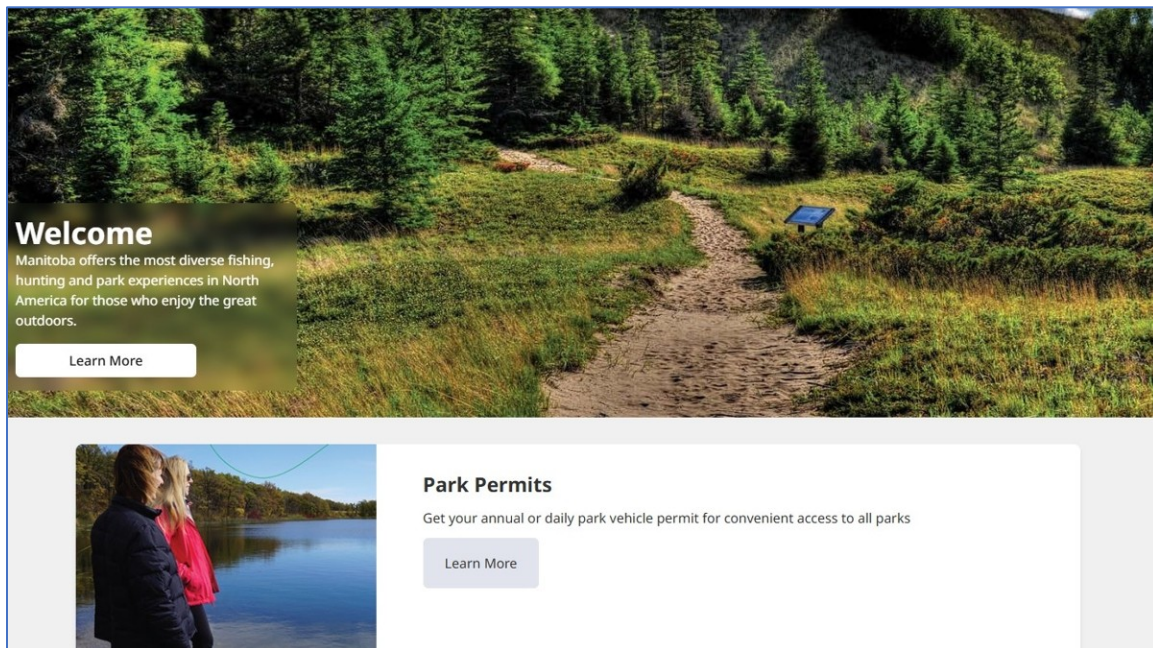 Welcome
Manitoba offers the most diverse fishing,
hunting and park experiences in North
America for those who enjoy the great
outdoors.
Learn More
Park Permits
Get your annual or daily park vehicle permit for convenient access to all parks
Learn More